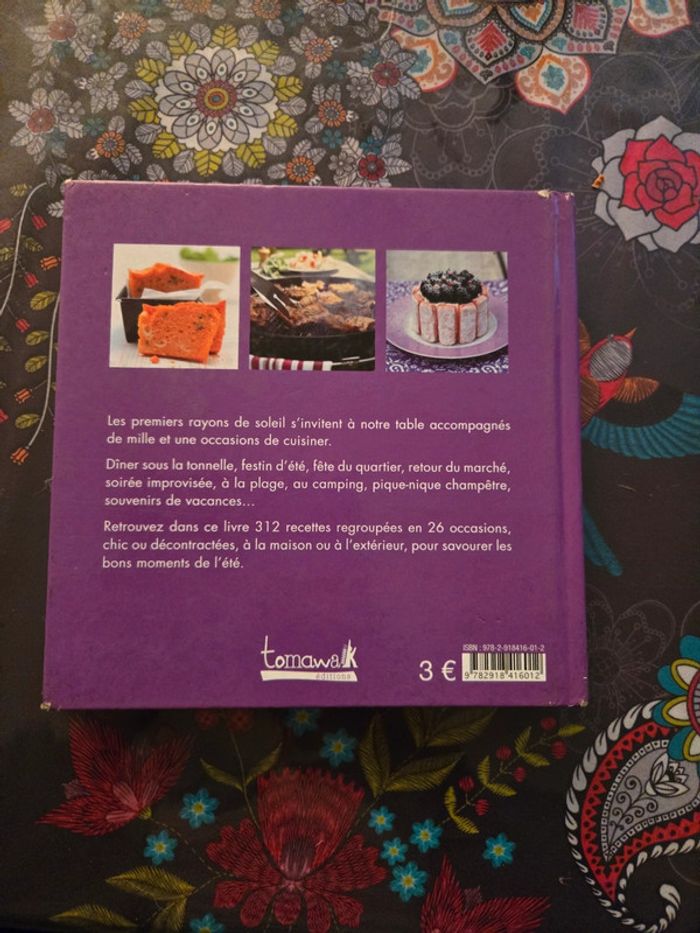 Les premiers rayons de soleil s'invitent à notre table accompagnés
de mille et une occasions de cuisiner.
Dîner sous la tonnelle, festin d'été, fête du quartier, retour du marché,
soirée improvisée, à la plage, au camping, pique-nique champêtre,
souvenirs de vacances...
Retrouvez dans ce livre 312 recettes regroupées en 26 occasions,
chic ou décontractées, à la maison ou à l'extérieur, pour savourer les
bons moments de l'été.
tomawak
éditions
3 €
ISBN : 978-2-918416-01-2
9 782918 416012